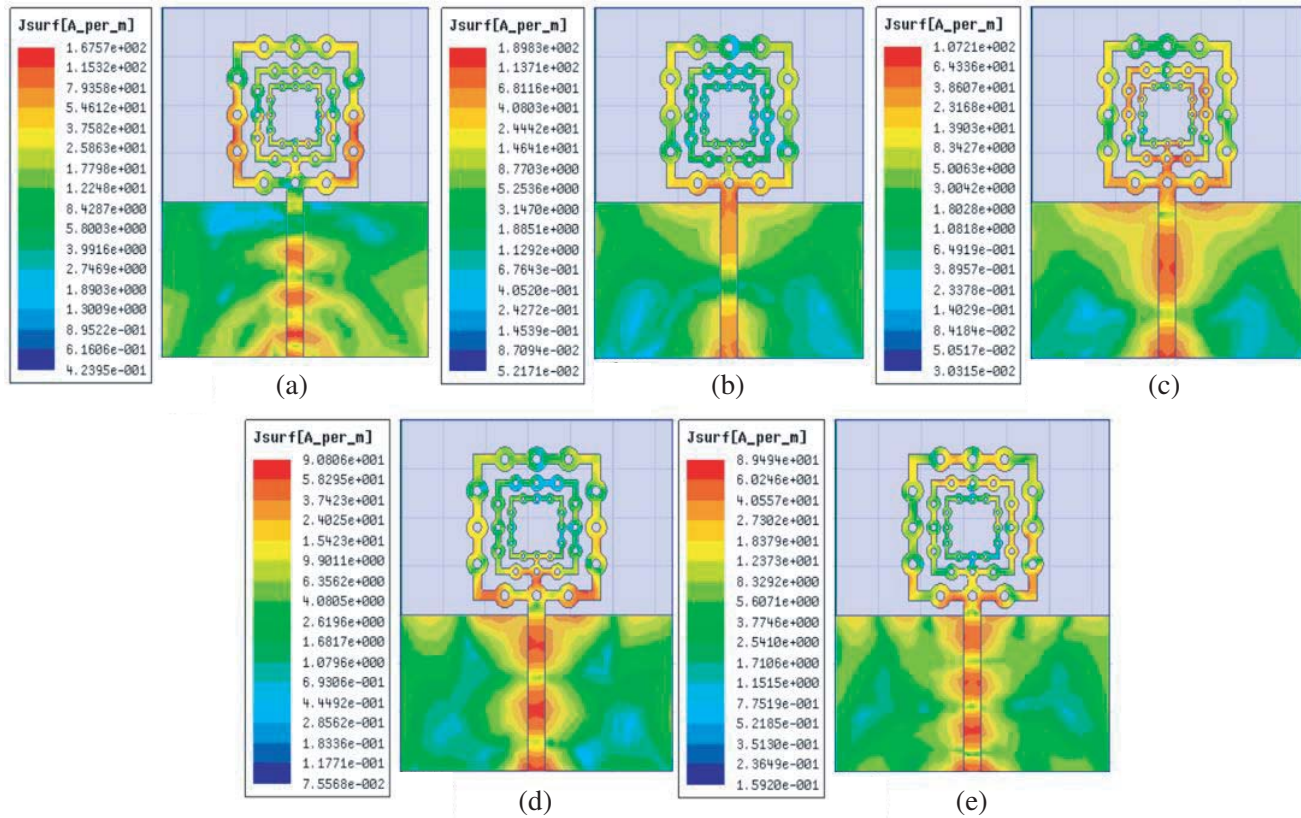 Jsurf[A_per_m]
1.6757e+002
1.1532e+002
7.9358e+001
5.4612e+001
3.7582e+001
2.5863e+001
1.7798e+001
1.2248e+001
8.4287e+000
5.8003e+000
3.9916e+000
2.7469e+000
1.8903e+000
1.3009e+000
8.9522e-001
6.1606e-001
4.2395e-001
(a)
Jsurf[A_per_m]
1.8983e+002
1.1371e+002
6.8116e+001
4.0803e+001
2.4442e+001
1.4641e+001
8.7703e+000
5.2536e+000
3.1470e+000
1.8851e+000
1.1292e+000
6.7643e-001
4.0520e-001
2.4272e-001
1.4539e-001
8.7094e-002
5.2171e-002
(b)
Jsurf[A_per_m]
1.0721e+002
6.4336e+001
3.8607e+001
2.3168e+001
1.3903e+001
8.3427e+000
5.0063e+000
3.0042e+000
1.8028e+000
1.0818e+000
6.4919e-001
3.8957e-001
2.3378e-001
1.4029e-001
8.4184e-002
5.0517e-002
3.0315e-002
(c)
Jsurf[A_per_m]
9.0806e+001
5.8295e+001
3.7423e+001
2.4025e+001
1.5423e+001
9.9011e+000
6.3562e+000
4.0805e+000
2.6196e+000
1.6817e+000
1.0796e+000
6.9306e-001
4.4492e-001
2.8562e-001
1.8336e-001
1.1771e-001
7.5568e-002
(d)
Jsurf[A_per_m]
8.9494e+001
6.0246e+001
4.0557e+001
2.7302e+001
1.8379e+001
1.2373e+001
8.3292e+000
5.6071e+000
3.7746e+000
2.5410e+000
1.7106e+000
1.1515e+000
7.7519e-001
5.2185e-001
3.5130e-001
2.3649e-001
1.5920e-001
(e)